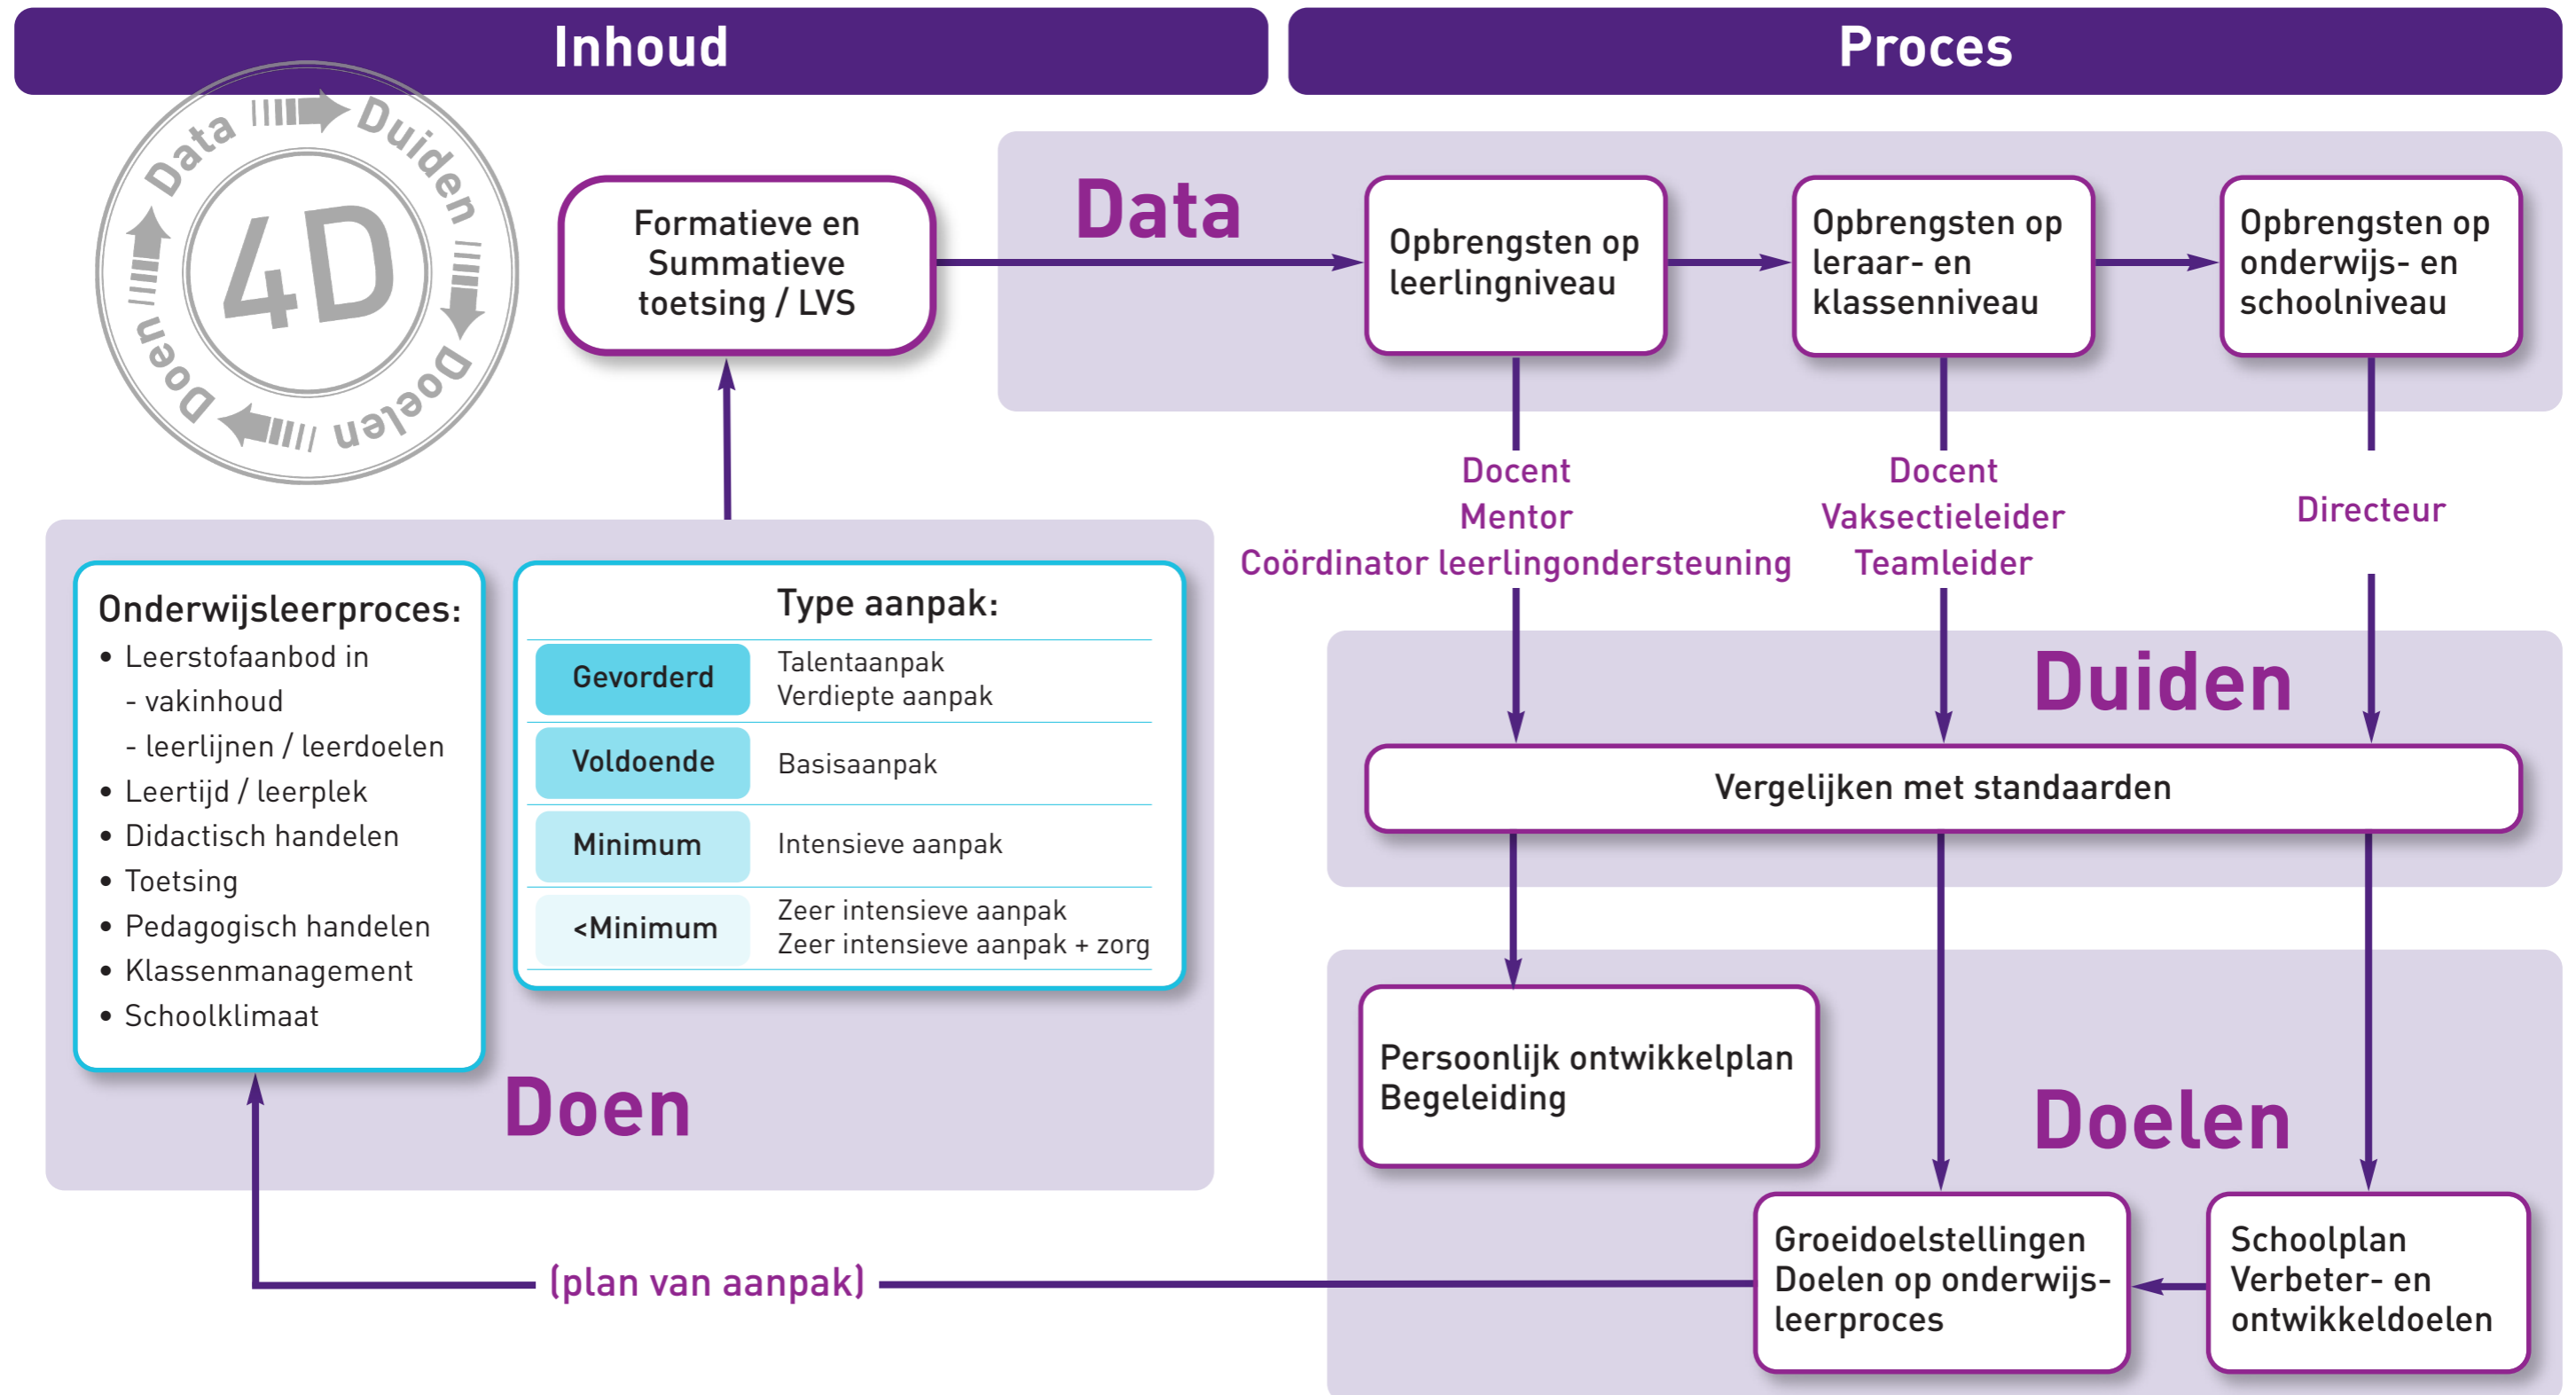 Inhoud
Proces
Data
Duiden
Doelen
Doen
4D
Formatieve en
Summatieve
toetsing / LVS
Data
Opbrengsten op
leerlingniveau
Opbrengsten op
leraar- en
klassenniveau
Opbrengsten op
onderwijs- en
schoolniveau
Docent
Mentor
Coördinator leerlingondersteuning
Docent
Vaksectieleider
Teamleider
Directeur
Onderwijsleerproces:
• Leerstofaanbod in
- vakinhoud
- leerlijnen / leerdoelen
• Leertijd / leerplek
• Didactisch handelen
• Toetsing
• Pedagogisch handelen
• Klassenmanagement
• Schoolklimaat
Type aanpak:
Gevorderd
Talentaanpak
Verdiepte aanpak
Voldoende
Basisaanpak
Minimum
Intensieve aanpak
<Minimum
Zeer intensieve aanpak
Zeer intensieve aanpak + zorg
Doen
Duiden
Vergelijken met standaarden
Persoonlijk ontwikkelplan
Begeleiding
Doelen
Groeidoelstellingen
Doelen op onderwijs-
leerproces
Schoolplan
Verbeter- en
ontwikkeldoelen
(plan van aanpak)